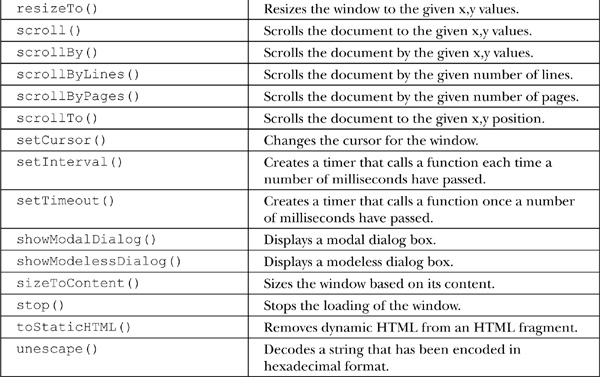 resizeTo() Resizes the window to the given x,y values.
scroll() Scrolls the document to the given x,y values.
scrollBy() Scrolls the document by the given x,y values.
scrollByLines() Scrolls the document by the given number of lines.
scrollByPages() Scrolls the document by the given number of pages.
scrollTo() Scrolls the document to the given x,y position.
setCursor() Changes the cursor for the window.
setInterval() Creates a timer that calls a function each time a
number of milliseconds have passed.
setTimeout() Creates a timer that calls a function once a number
of milliseconds have passed.
showModalDialog() Displays a modal dialog box.
showModelessDialog() Displays a modeless dialog box.
sizeToContent() Sizes the window based on its content.
stop() Stops the loading of the window.
toStaticHTML() Removes dynamic HTML from an HTML fragment.
unescape() Decodes a string that has been encoded in
hexadecimal format.